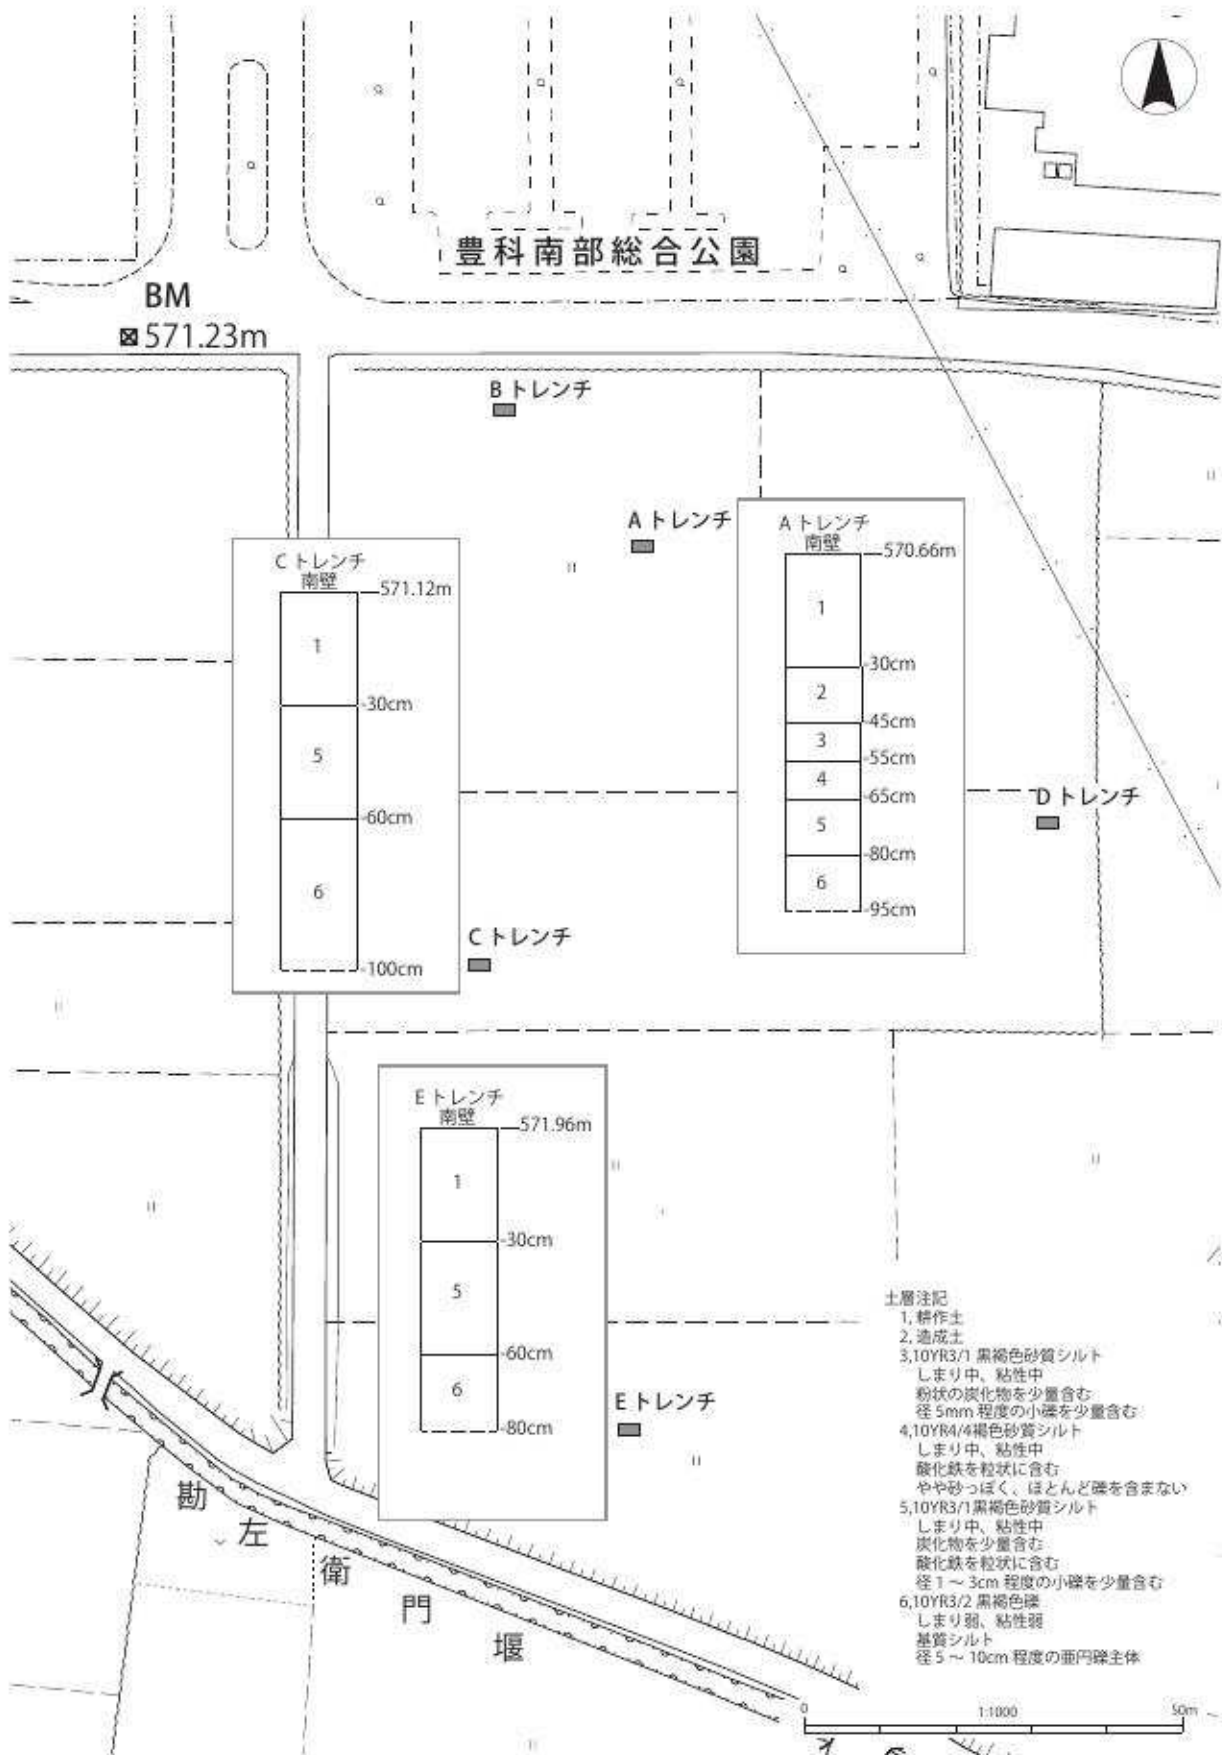 豊科南部総合公園
BM
571.23m
B トレンチ
A トレンチ
A トレンチ
南壁
570.66m
1
-30cm
2
-45cm
3
-55cm
4
-65cm
5
-80cm
6
-95cm
C トレンチ
南壁
571.12m
1
-30cm
5
-60cm
6
-100cm
D トレンチ
C トレンチ
E トレンチ
南壁
571.96m
1
-30cm
5
-60cm
6
-80cm
E トレンチ
土層注記
1, 耕作土
2, 造成土
3,10YR3/1 黒褐色砂質シルト
しまり中、粘性中
粉状の炭化物を少量含む
径 5mm 程度の小礫を少量含む
4,10YR4/4褐色砂質シルト
しまり中、粘性中
酸化鉄を粒状に含む
やや砂っぽく、ほとんど礫を含まない
5,10YR3/1黒褐色砂質シルト
しまり中、粘性中
炭化物を少量含む
酸化鉄を粒状に含む
径 1 ～ 3cm 程度の小礫を少量含む
6,10YR3/2 黒褐色礫
しまり弱、粘性弱
基質シルト
径 5 ～ 10cm 程度の亜円礫主体
勘左衛門堰
0
1:1000
50m